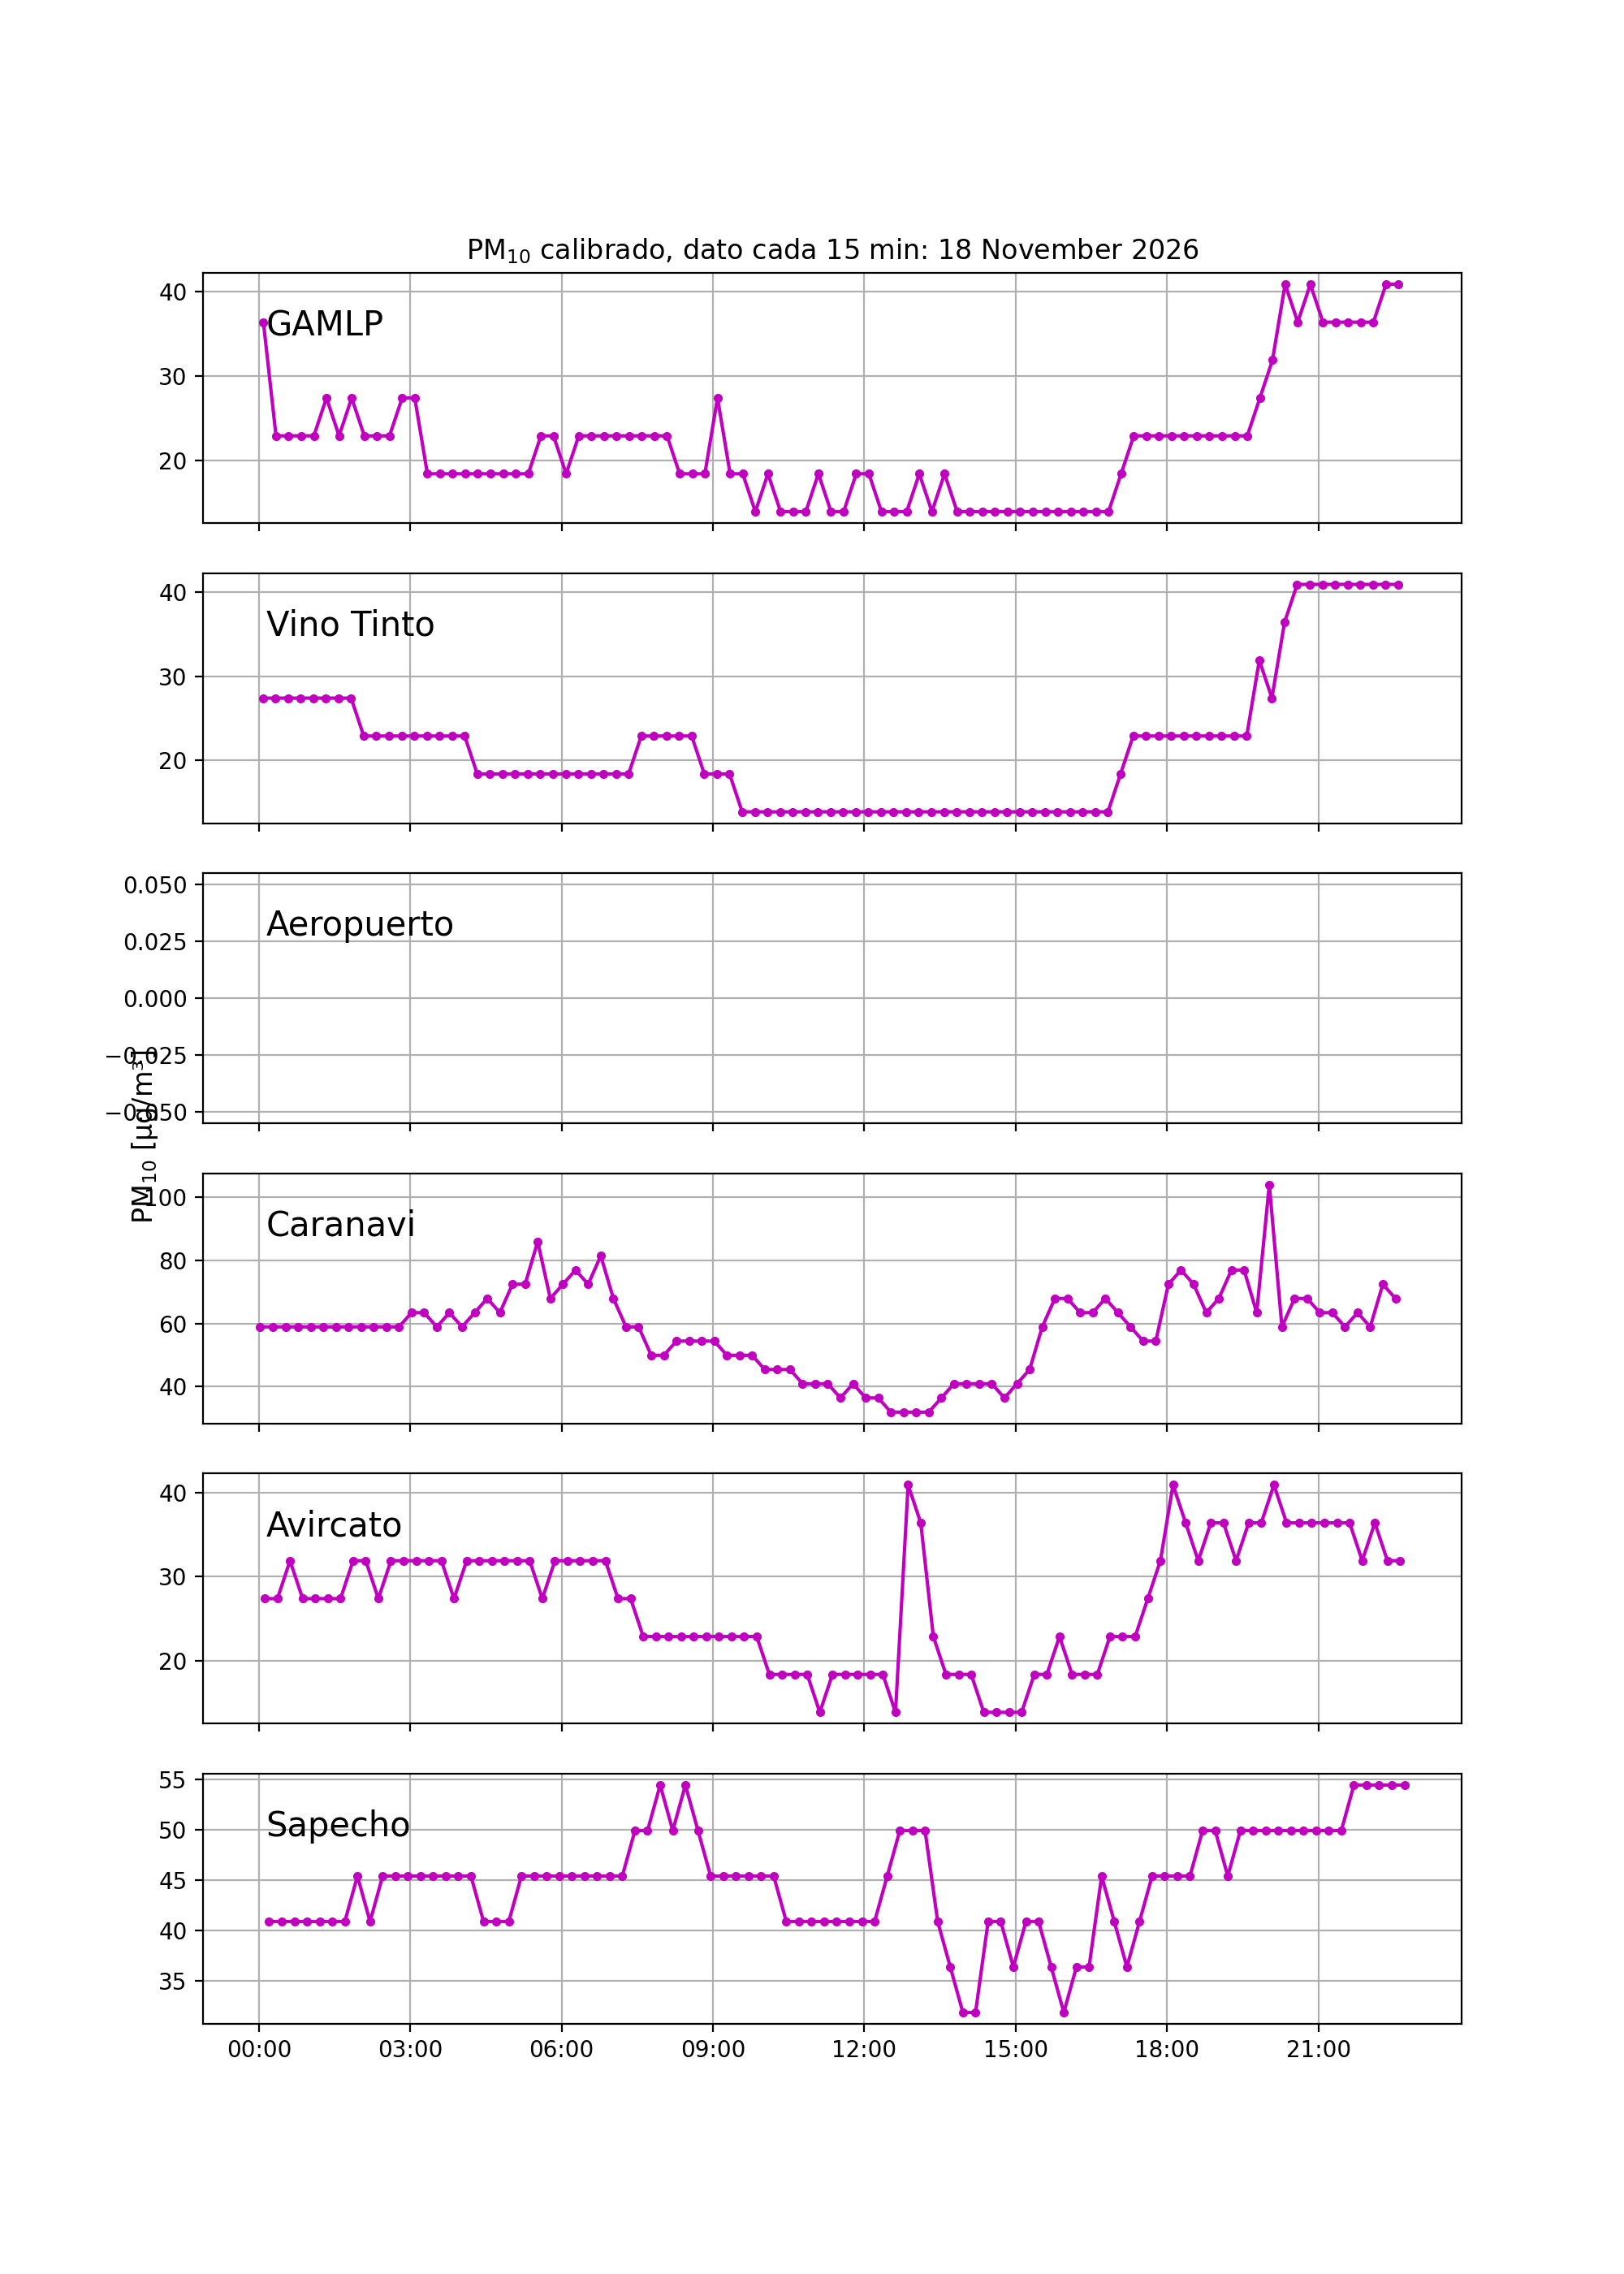 PM₁₀ calibrado, dato cada 15 min: 18 November 2026
40
30
20
GAMLP
40
30
20
Vino Tinto
0.050
0.025
0.000
−0.025
−0.050
Aeropuerto
PM₁₀ [µg/m³]
100
80
60
40
Caranavi
40
30
20
Avircato
55
50
45
40
35
Sapecho
00:00 03:00 06:00 09:00 12:00 15:00 18:00 21:00